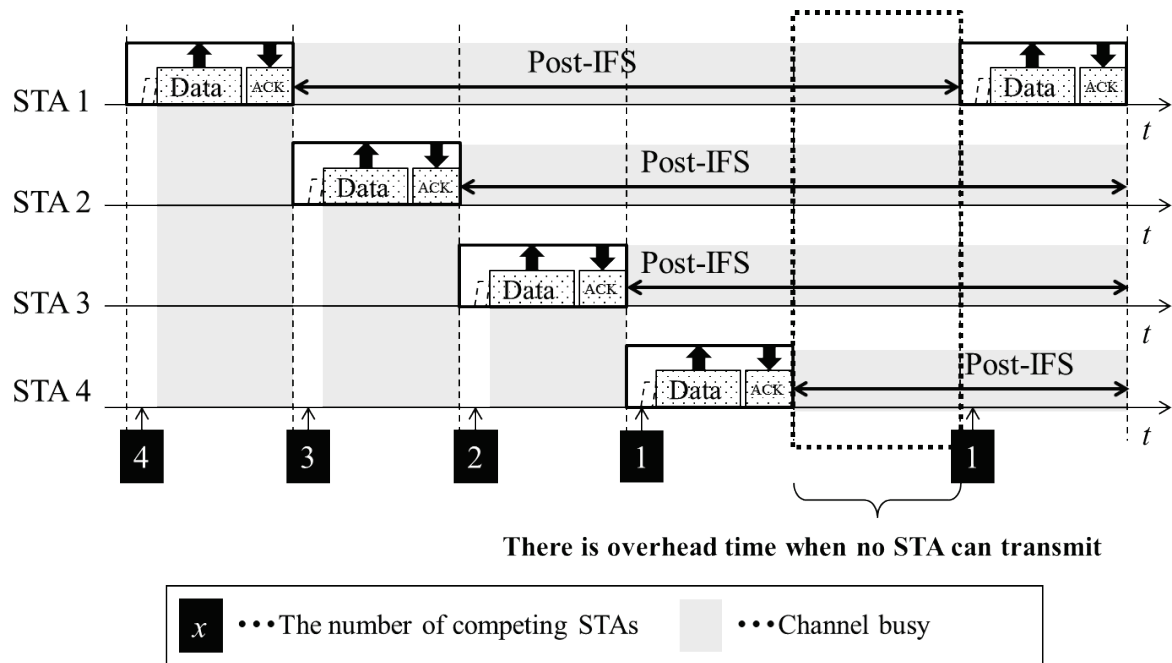 Post-IFS
Data ACK Data ACK
STA 1
t
Post-IFS
Data ACK
STA 2
t
Post-IFS
Data ACK
STA 3
t
Post-IFS
Data ACK
STA 4
t
4 3 2 1 1
There is overhead time when no STA can transmit
x •••The number of competing STAs •••Channel busy